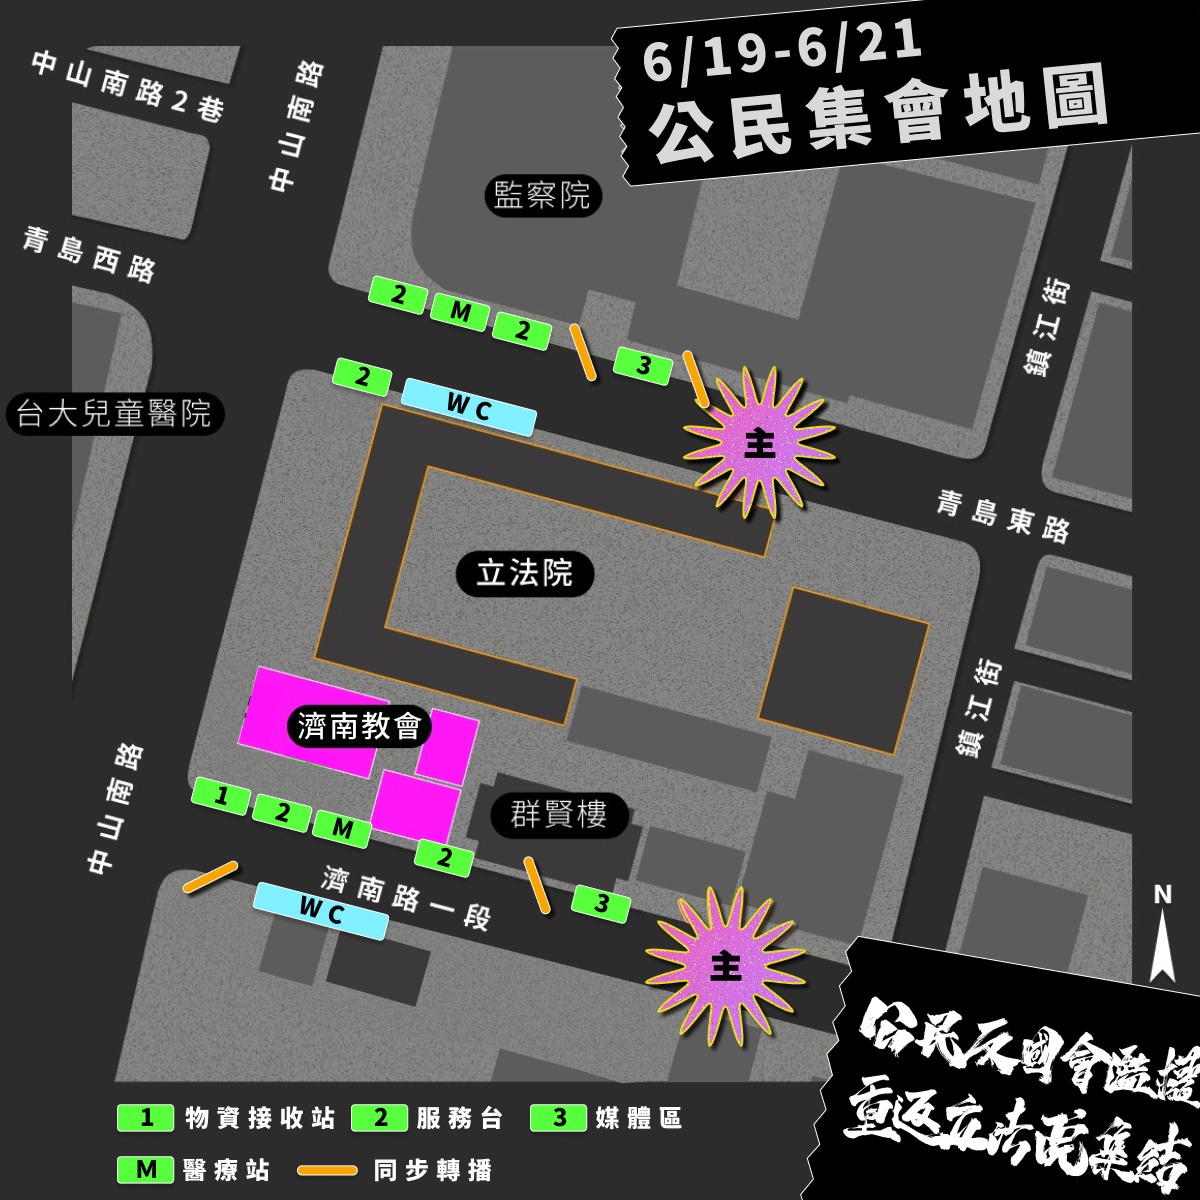 6/19-6/21
公民集會地圖
中山南路2巷
中山南路
監察院
青島西路
鎮江街
2
M
2
3
2
WC
台大兒童醫院
主
青島東路
立法院
鎮江街
濟南教會
中山南路
1
2
M
2
群賢樓
濟南路一段
WC
3
主
N
公民反國會濫權
重返立法院集結
1 物資接收站 2 服務台 3 媒體區
M 醫療站 同步轉播